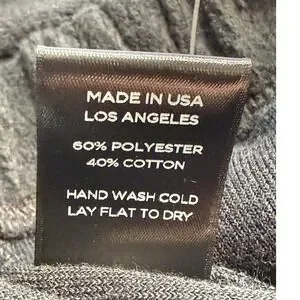 MADE IN USA
LOS ANGELES
60% POLYESTER
40% COTTON
HAND WASH COLD
LAY FLAT TO DRY